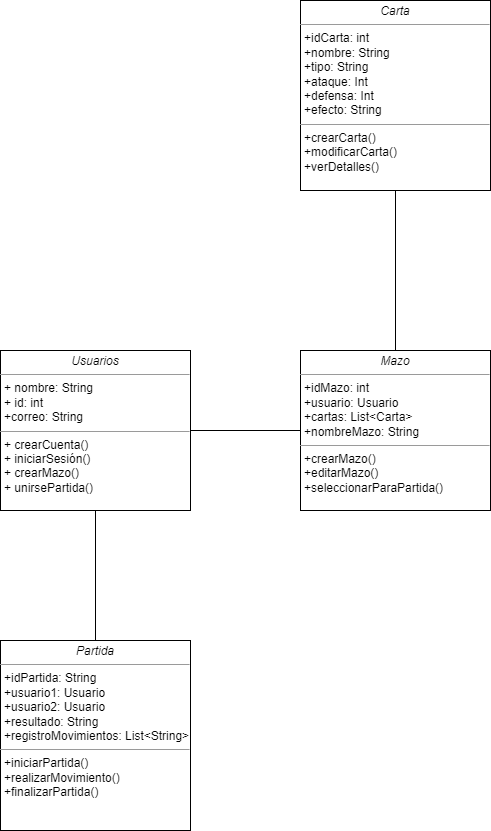 Carta
+idCarta: int
+nombre: String
+tipo: String
+ataque: Int
+defensa: Int
+efecto: String
+crearCarta()
+modificarCarta()
+verDetalles()
Usuarios
+ nombre: String
+ id: int
+correo: String
+ crearCuenta()
+ iniciarSesión()
+ crearMazo()
+ unirsePartida()
Mazo
+idMazo: int
+usuario: Usuario
+cartas: List<Carta>
+nombreMazo: String
+crearMazo()
+editarMazo()
+seleccionarParaPartida()
Partida
+idPartida: String
+usuario1: Usuario
+usuario2: Usuario
+resultado: String
+registroMovimientos: List<String>
+iniciarPartida()
+realizarMovimiento()
+finalizarPartida()